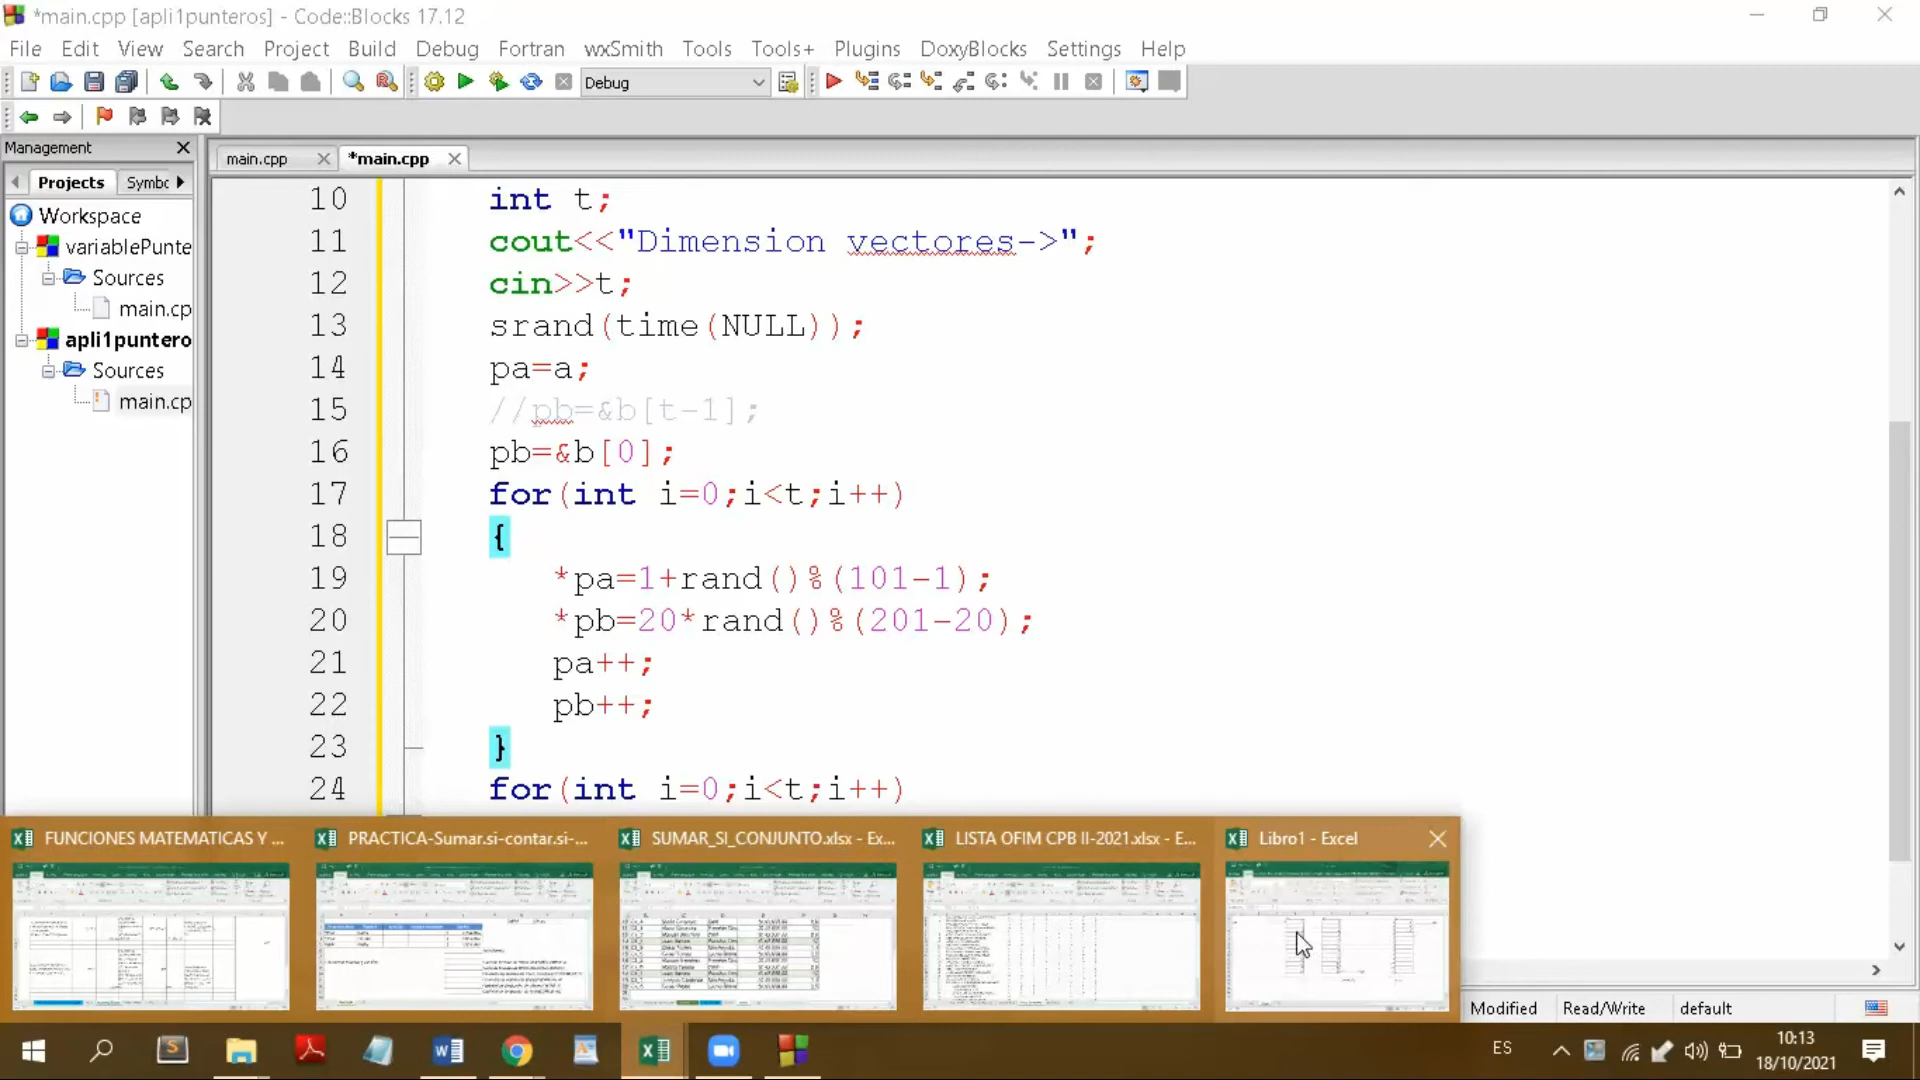 *main.cpp [apli1punteros] - Code::Blocks 17.12
File Edit View Search Project Build Debug Fortran wxSmith Tools Tools+ Plugins DoxyBlocks Settings Help
Debug
Management
main.cpp *main.cpp
Projects Symbc
Workspace
variablePunte
Sources
main.cp
apli1puntero
Sources
main.cp
10 int t;
11 cout<<"Dimension vectores->";
12 cin>>t;
13 srand(time(NULL));
14 pa=a;
15 //pb=&b[t-1];
16 pb=&b[0];
17 for(int i=0;i<t;i++)
18 {
19 *pa=1+rand()%(101-1);
20 *pb=20*rand()%(201-20);
21 pa++;
22 pb++;
23 }
24 for(int i=0;i<t;i++)
FUNCIONES MATEMATICAS Y ...
PRACTICA-Sumar.si-contar.si-...
SUMAR_SI_CONJUNTO.xlsx - Ex...
LISTA OFIM CPB II-2021.xlsx - E...
Libro1 - Excel
Modified Read/Write default
ES
10:13
18/10/2021